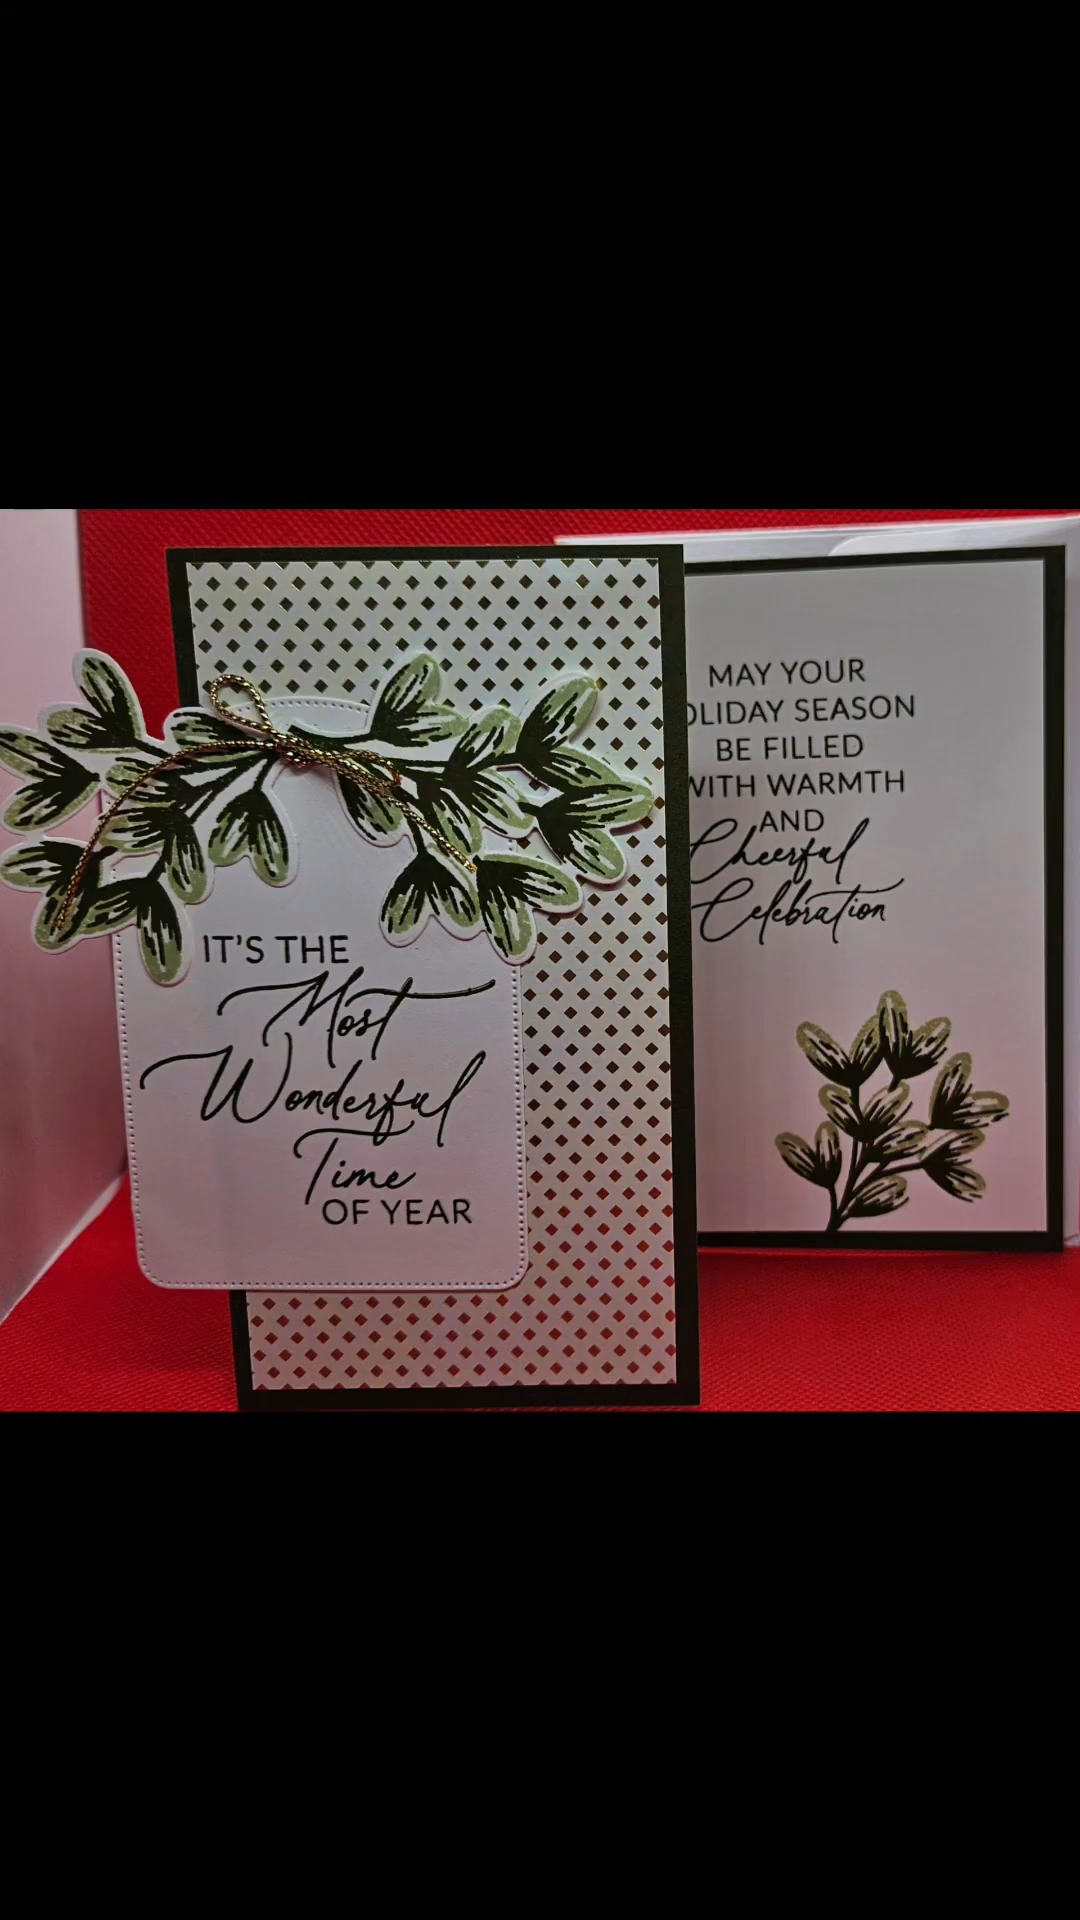 IT'S THE
Most
Wonderful
Time
OF YEAR
MAY YOUR
OLIDAY SEASON
BE FILLED
WITH WARMTH
AND
Cheerful
Celebration